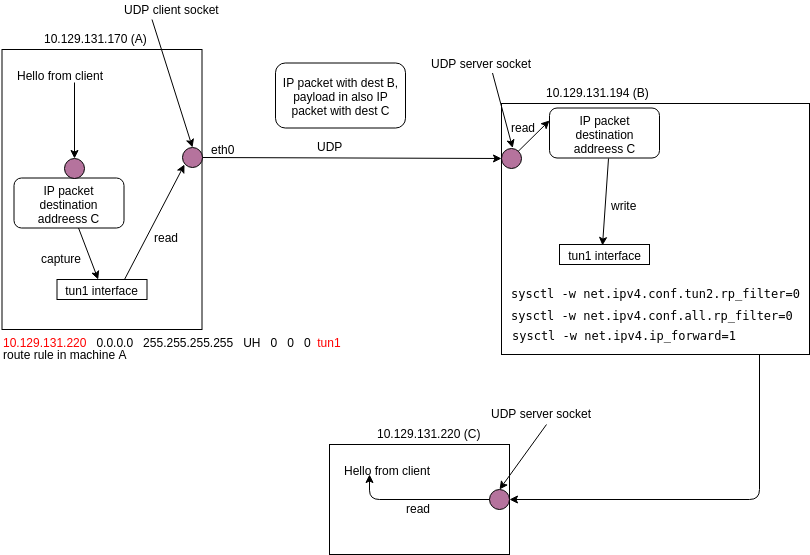 UDP client socket
10.129.131.170 (A)
Hello from client
IP packet
destination
addreess C
capture
read
tun1 interface
eth0
UDP
IP packet with dest B,
payload in also IP
packet with dest C
UDP server socket
10.129.131.194 (B)
read
IP packet
destination
addreess C
write
tun1 interface
sysctl -w net.ipv4.conf.tun2.rp_filter=0
sysctl -w net.ipv4.conf.all.rp_filter=0
sysctl -w net.ipv4.ip_forward=1
10.129.131.220 0.0.0.0 255.255.255.255 UH 0 0 0 tun1
route rule in machine A
UDP server socket
10.129.131.220 (C)
Hello from client
read